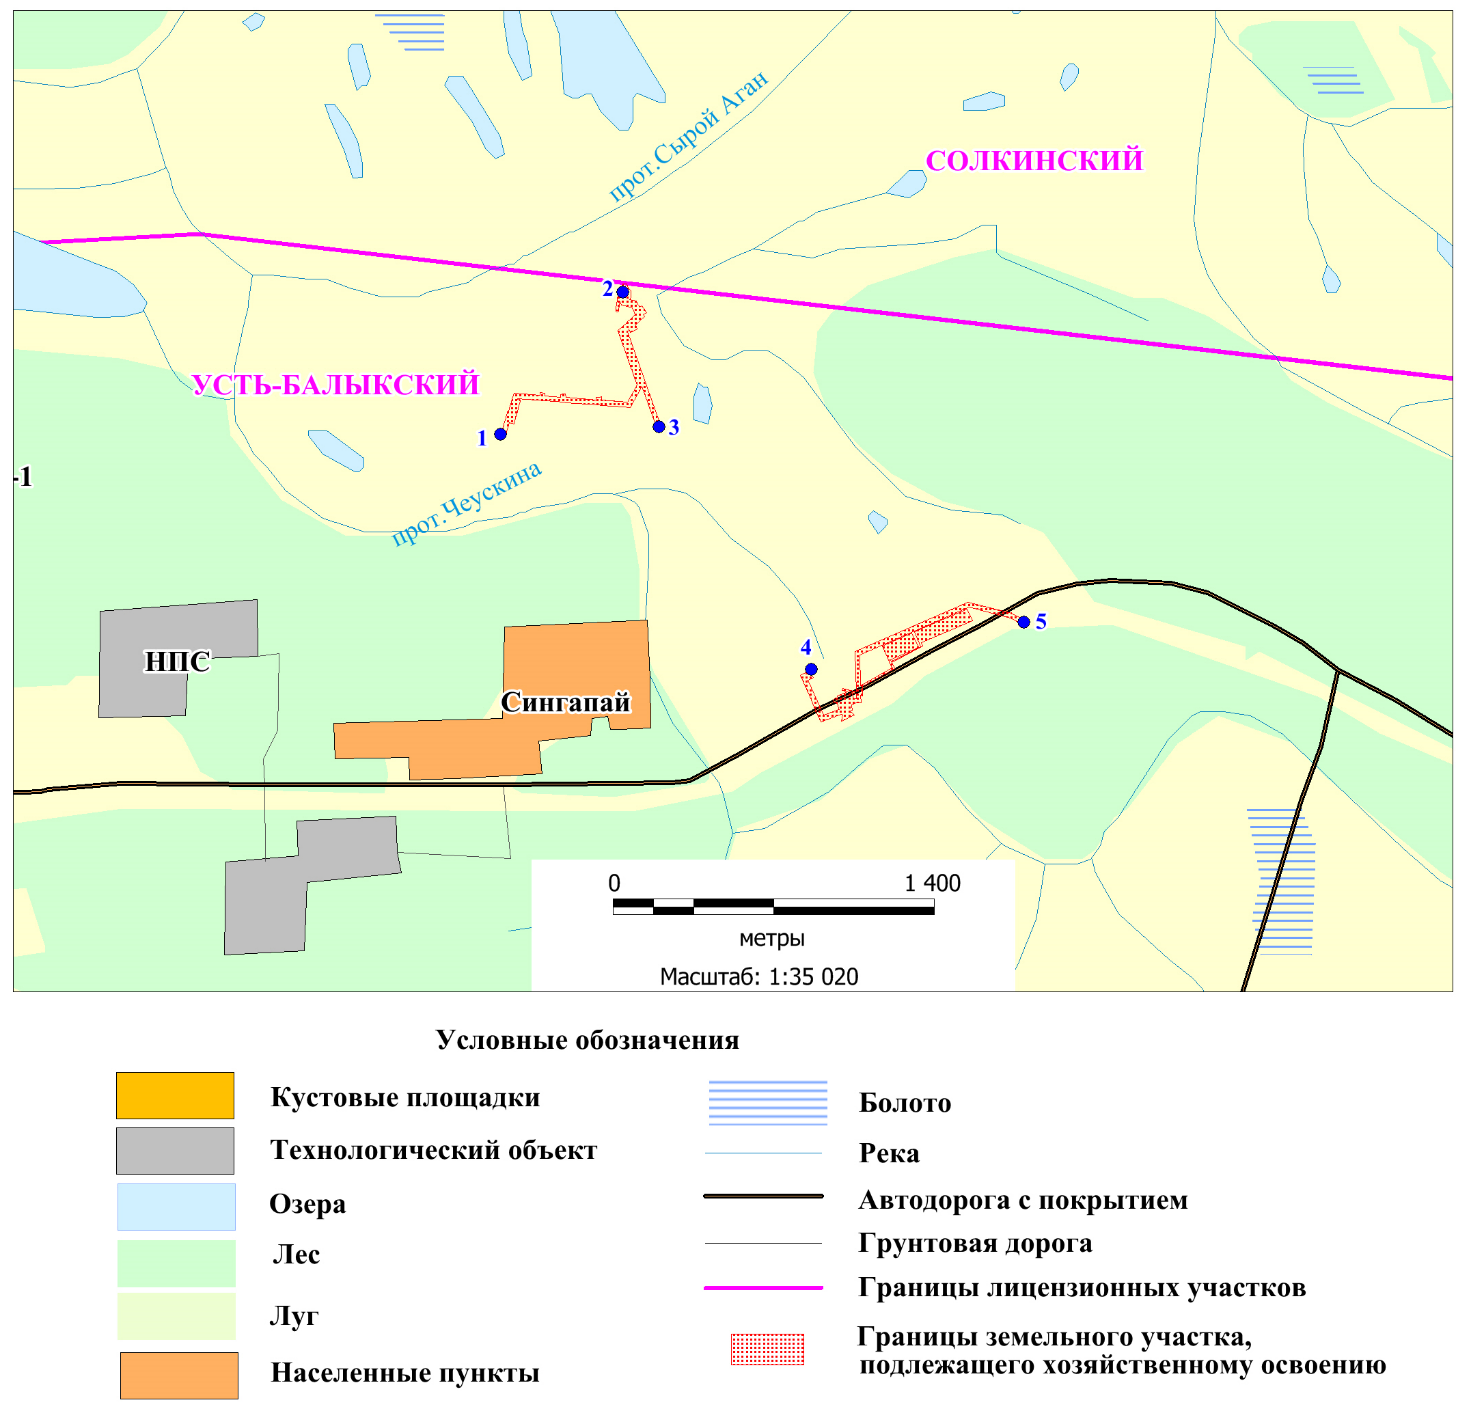 прот.Сырой Аган
СОЛКИНСКИЙ
2
УСТЬ-БАЛЫКСКИЙ
1
3
-1
прот.Чеускина
5
4
НПС
Сингапай
0 1 400
метры
Масштаб: 1:35 020
Условные обозначения
Кустовые площадки
Технологический объект
Озера
Лес
Луг
Населенные пункты
Болото
Река
Автодорога с покрытием
Грунтовая дорога
Границы лицензионных участков
Границы земельного участка,
подлежащего хозяйственному освоению